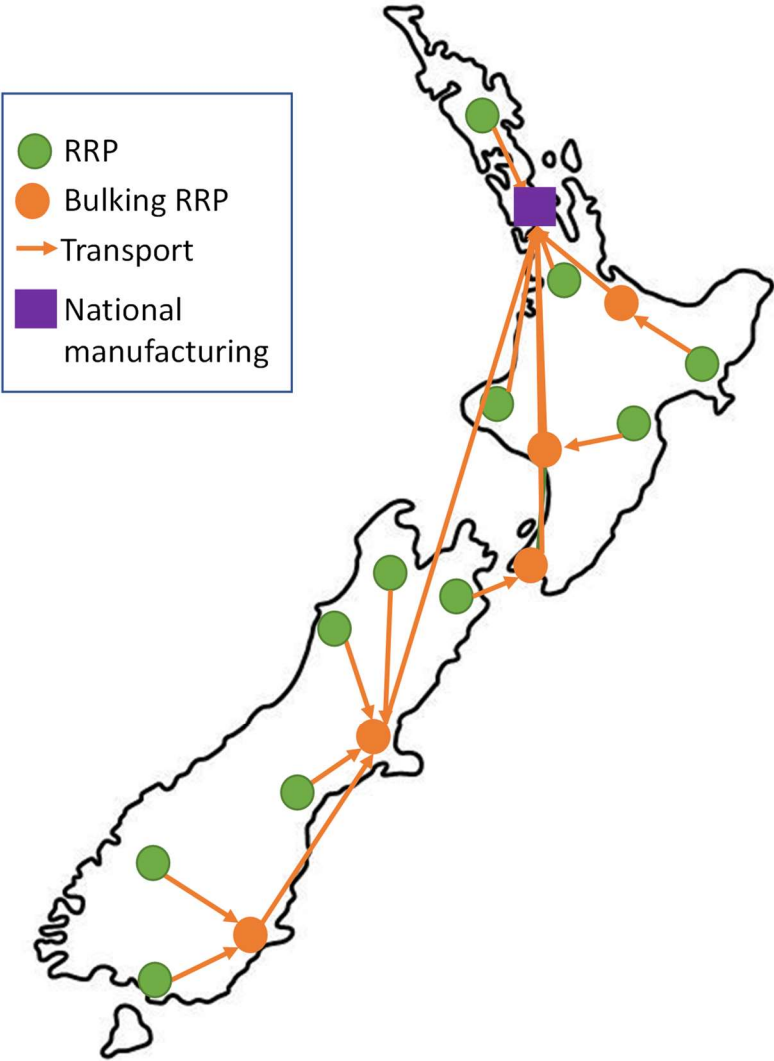 RRP
Bulking RRP
Transport
National
manufacturing